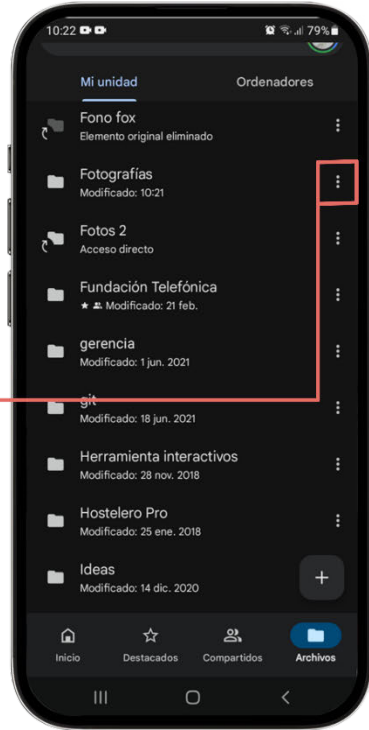 10:22
79%
Mi unidad
Ordenadores
Fono fox
Elemento original eliminado
Fotografías
Modificado: 10:21
Fotos 2
Acceso directo
Fundación Telefónica
Modificado: 21 feb.
gerencia
Modificado: 1 jun. 2021
git
Modificado: 18 jun. 2021
Herramienta interactivos
Modificado: 28 nov. 2018
Hostelero Pro
Modificado: 25 ene. 2018
Ideas
Modificado: 14 dic. 2020
Inicio
Destacados
Compartidos
Archivos